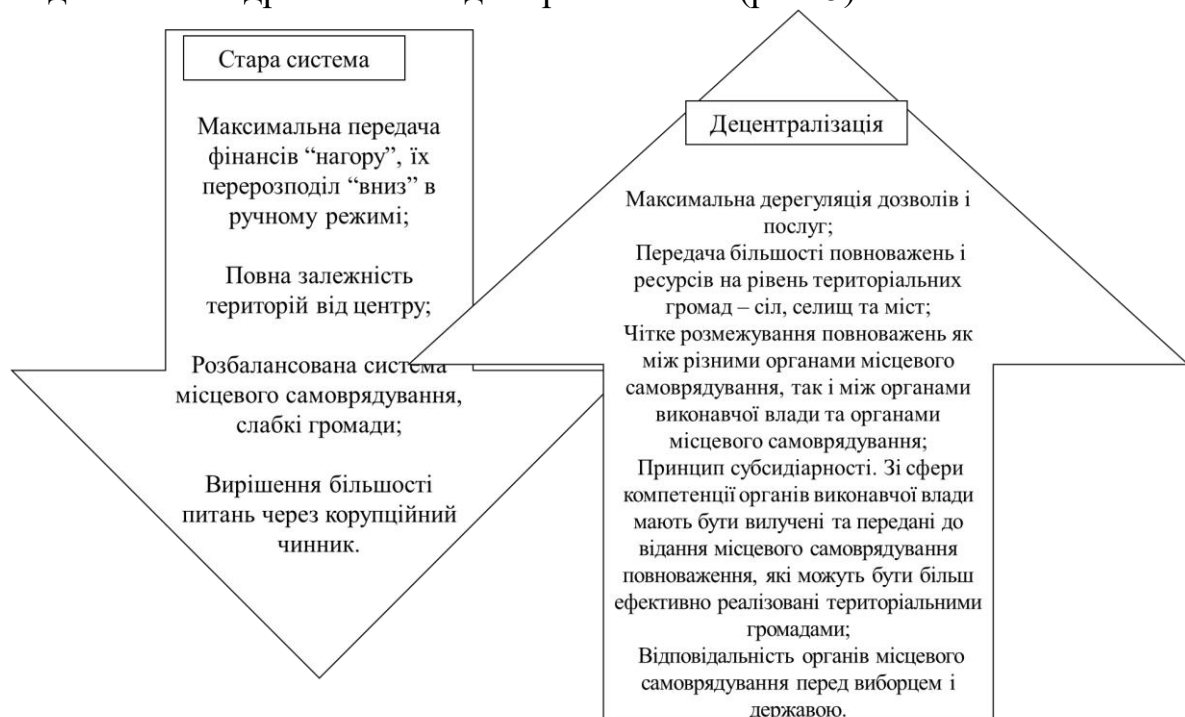 Стара система
Максимальна передача
фінансів “нагору”, їх
перерозподіл “вниз” в
ручному режимі;
Повна залежність
територій від центру;
Розбалансована система
місцевого самоврядування,
слабкі громади;
Вирішення більшості
питань через корупційний
чинник.
Децентралізація
Максимальна дерегуляція дозволів і
послуг;
Передача більшості повноважень і
ресурсів на рівень територіальних
громад – сіл, селищ та міст;
Чітке розмежування повноважень як
між різними органами місцевого
самоврядування, так і між органами
виконавчої влади та органами
місцевого самоврядування;
Принцип субсидіарності. Зі сфери
компетенції органів виконавчої влади
мають бути вилучені та передані до
відання місцевого самоврядування
повноваження, які можуть бути більш
ефективно реалізовані територіальними
громадами;
Відповідальність органів місцевого
самоврядування перед виборцем і
державою.